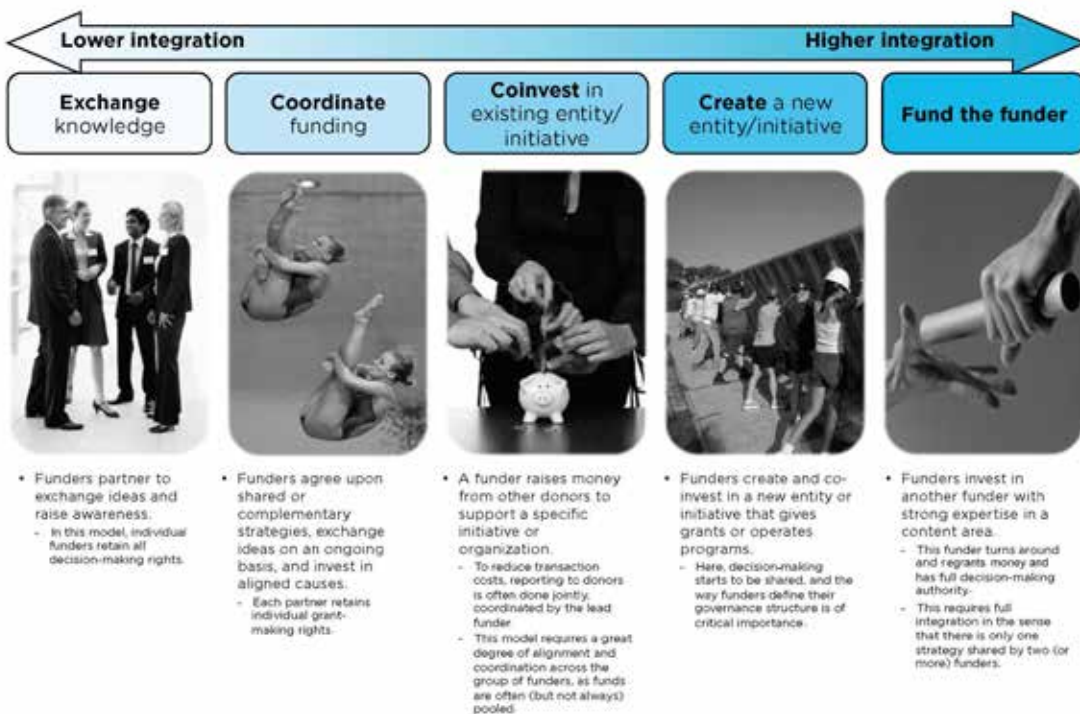 Lower integration
Higher integration
Exchange
knowledge
Coordinate
funding
Coinvest in
existing entity/
initiative
Create a new
entity/initiative
Fund the funder
• Funders partner to
exchange ideas and
raise awareness.
- In this model, individual
funders retain all
decision-making rights.
• Funders agree upon
shared or
complementary
strategies, exchange
ideas on an ongoing
basis, and invest in
aligned causes.
- Each partner retains
individual grant-
making rights.
• A funder raises money
from other donors to
support a specific
initiative or
organization.
- To reduce transaction
costs, reporting to donors
is often done jointly,
coordinated by the lead
funder
- This model requires a great
degree of alignment and
coordination across the
group of funders, as funds
are often (but not always)
pooled.
• Funders create and co-
invest in a new entity or
initiative that gives
grants or operates
programs.
- Here, decision-making
starts to be shared, and the
way funders define their
governance structure is of
critical importance.
• Funders invest in
another funder with
strong expertise in a
content area.
- This funder turns around
and regrants money and
has full decision-making
authority.
- This requires full
integration in the sense
that there is only one
strategy shared by two (or
more) funders.